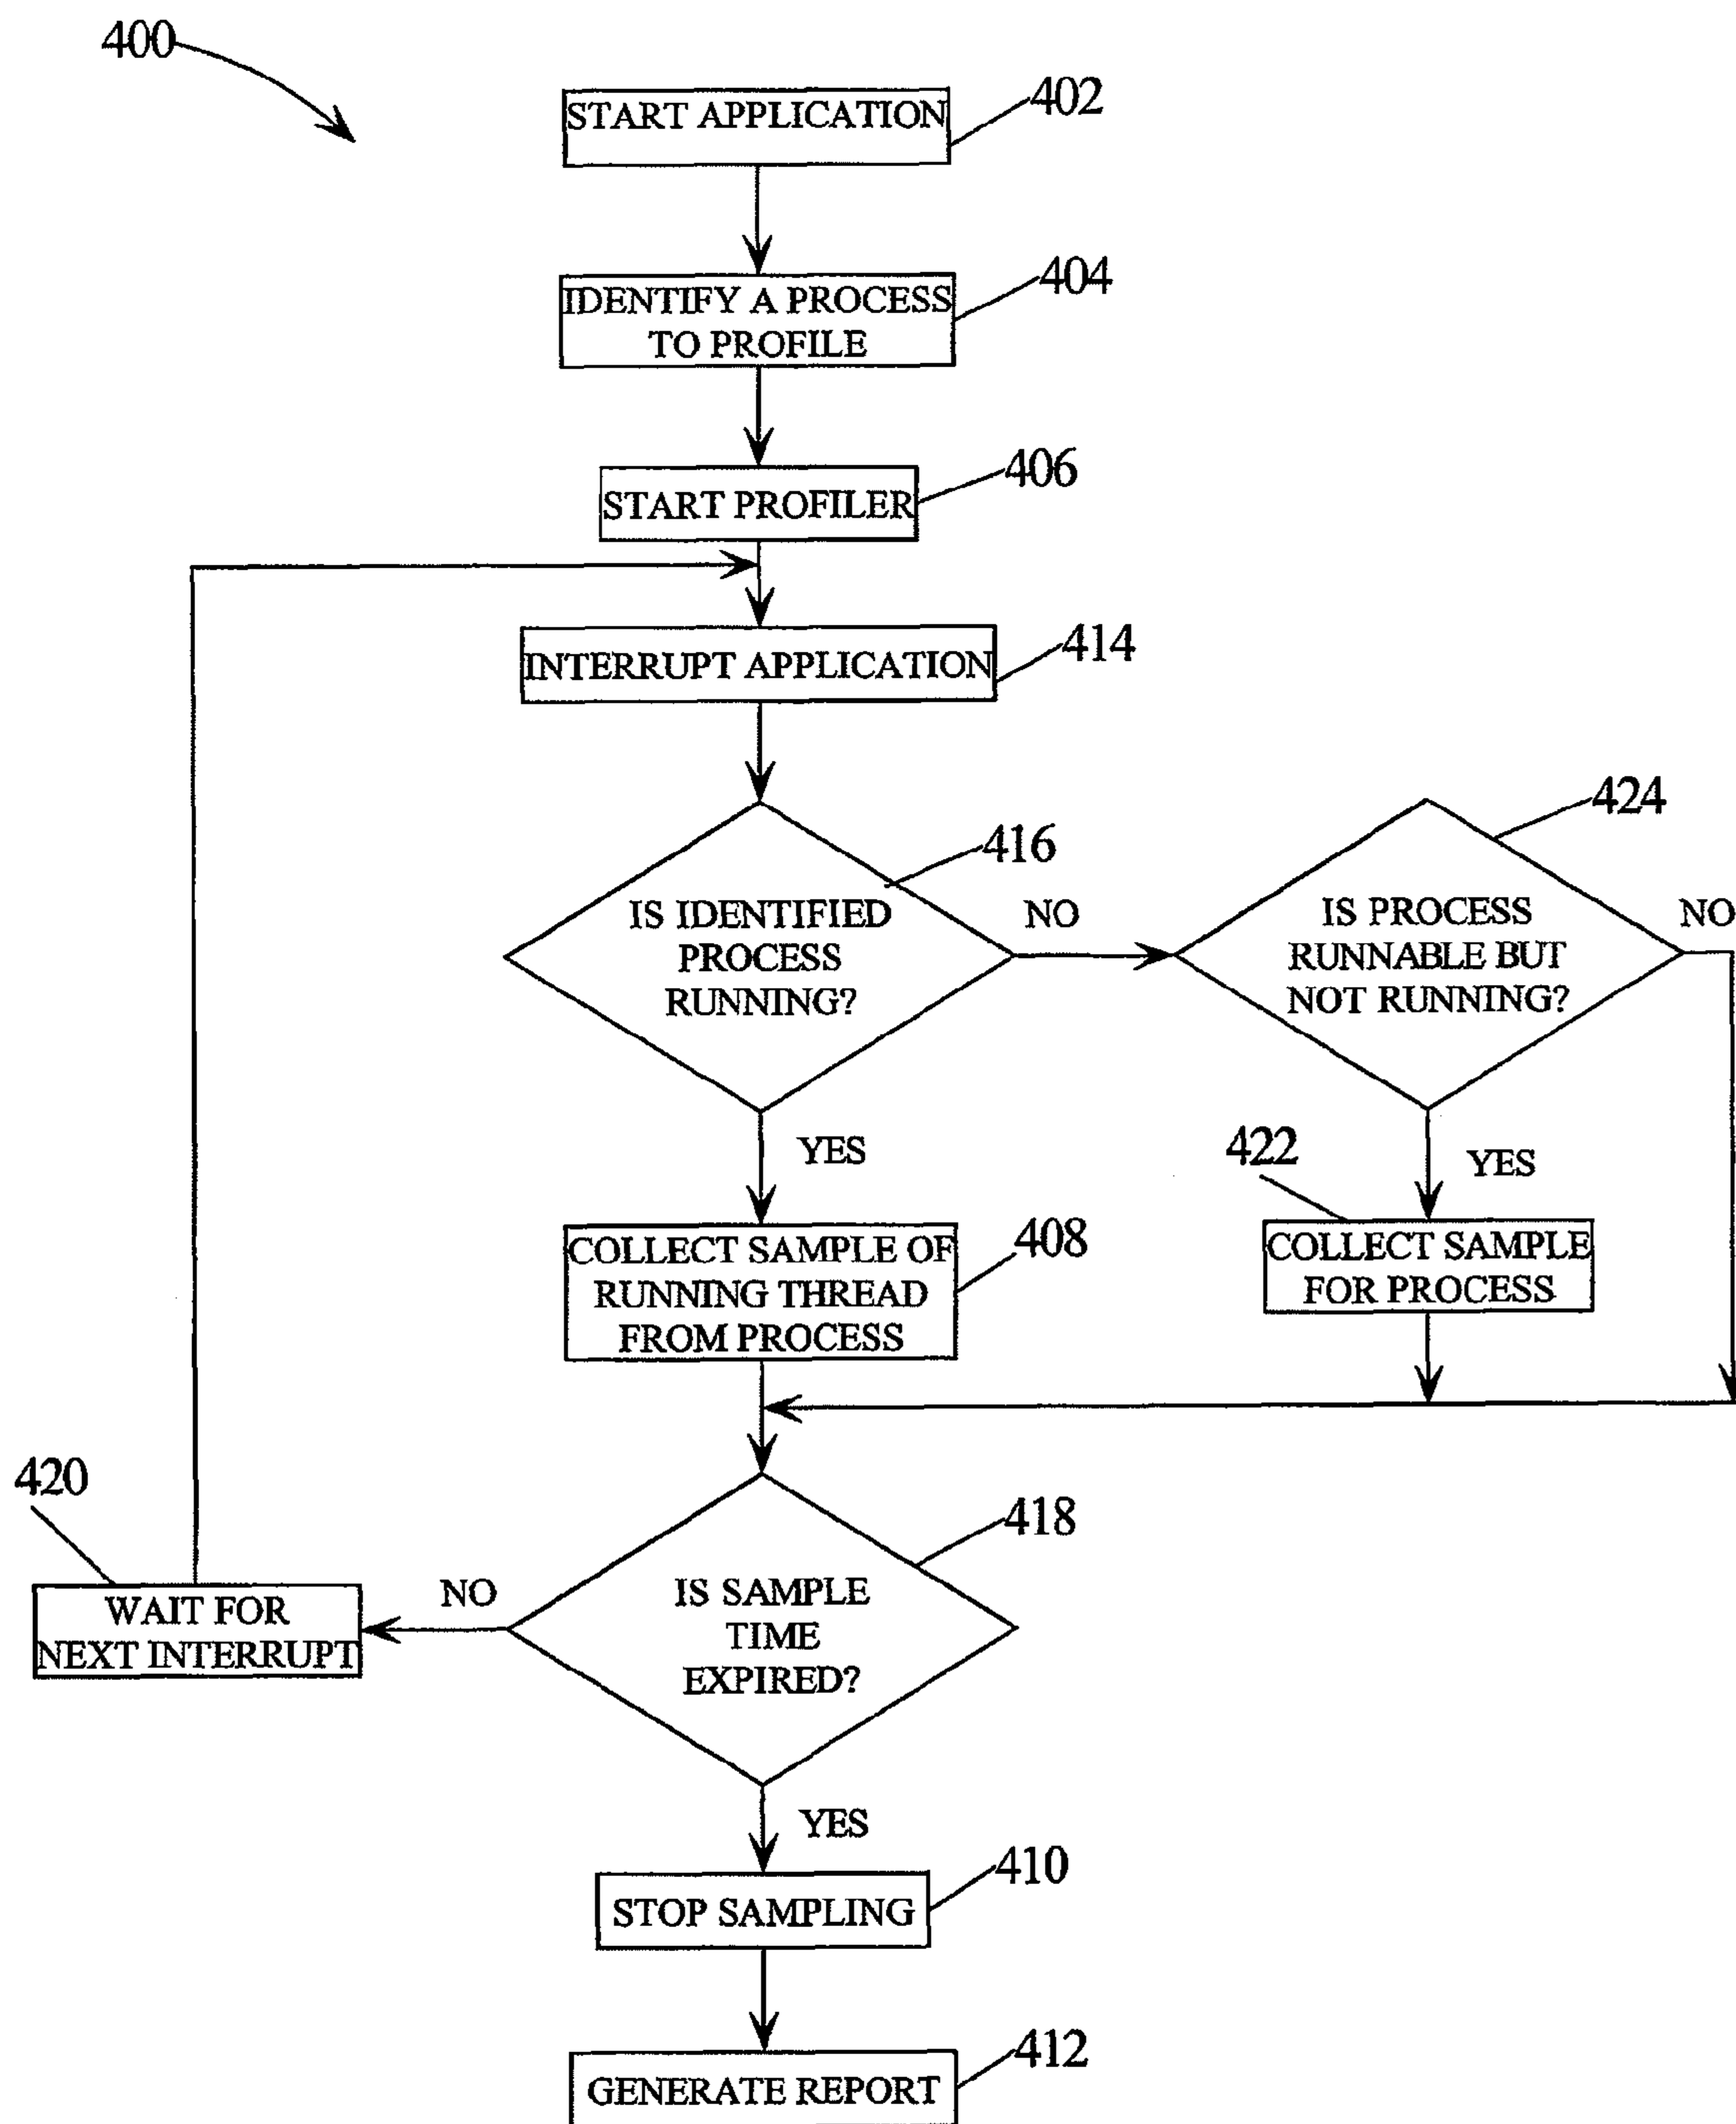 400
START APPLICATION
402
IDENTIFY A PROCESS
TO PROFILE
404
START PROFILER
406
INTERRUPT APPLICATION
414
IS IDENTIFIED
PROCESS
RUNNING?
416
NO
IS PROCESS
RUNNABLE BUT
NOT RUNNING?
424
NO
YES
COLLECT SAMPLE OF
RUNNING THREAD
FROM PROCESS
408
YES
422
COLLECT SAMPLE
FOR PROCESS
IS SAMPLE
TIME
EXPIRED?
418
NO
420
WAIT FOR
NEXT INTERRUPT
YES
STOP SAMPLING
410
GENERATE REPORT
412